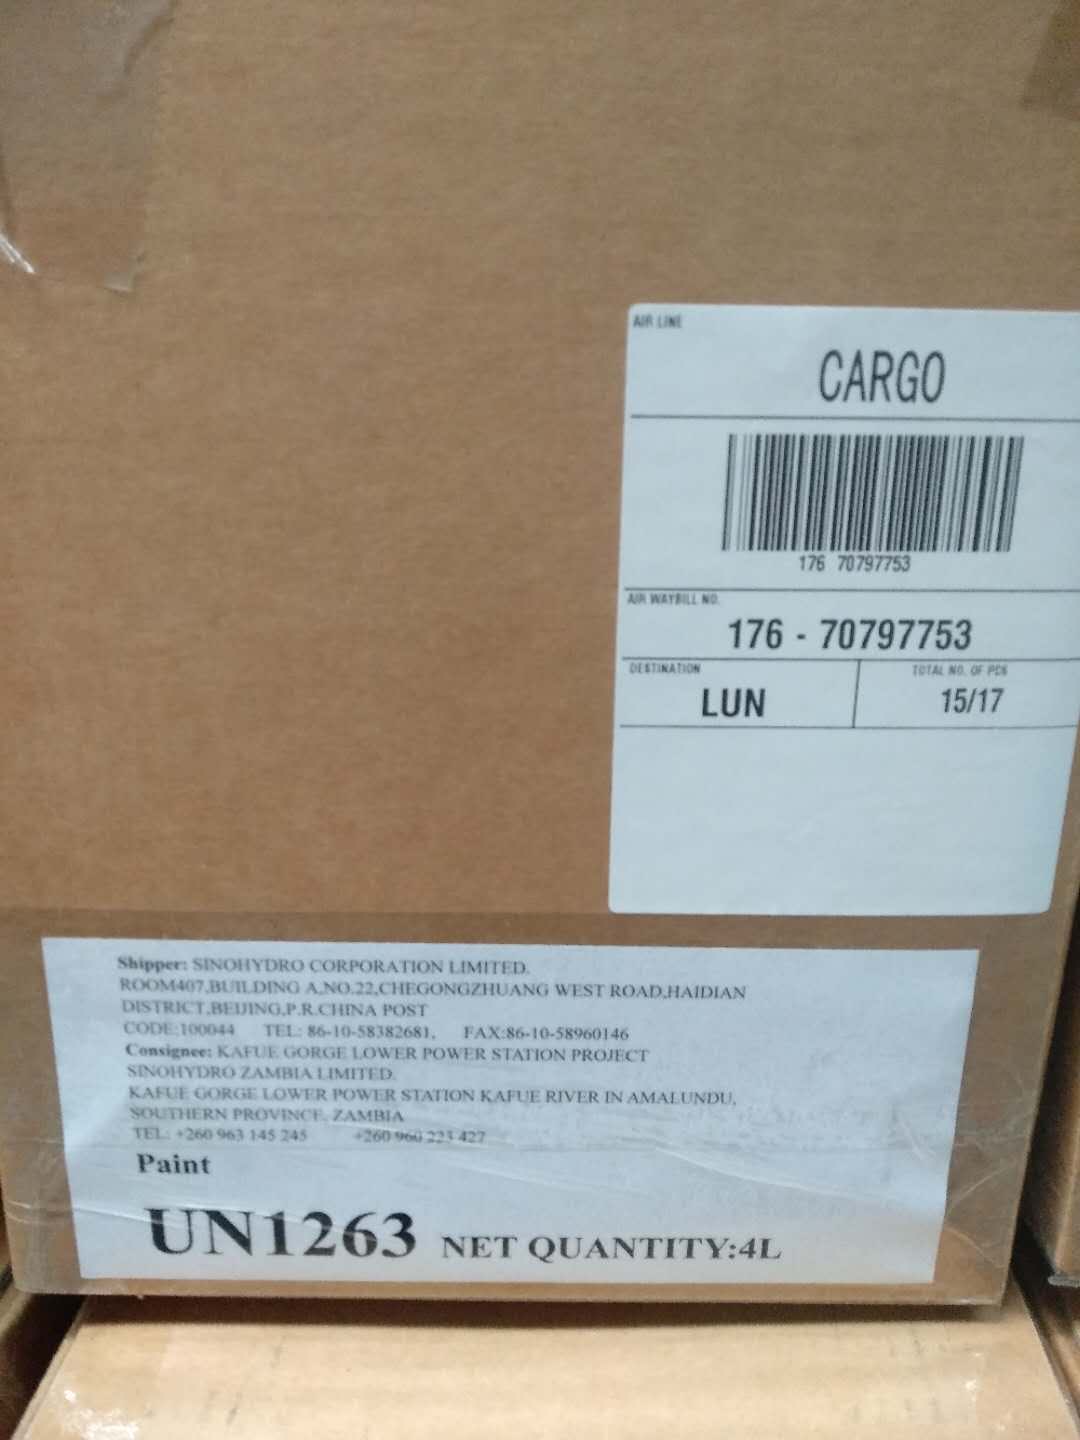 AIR LINE
CARGO
176 70797753
AIR WAYBILL NO.
176 - 70797753
DESTINATION
LUN
TOTAL NO. OF PCS
15/17
Shipper: SINOHYDRO CORPORATION LIMITED.
ROOM407,BUILDING A,NO.22,CHEGONGZHUANG WEST ROAD,HAIDIAN
DISTRICT,BEIJING,P.R.CHINA POST
CODE:100044 TEL: 86-10-58382681, FAX:86-10-58960146
Consignee: KAFUE GORGE LOWER POWER STATION PROJECT
SINOHYDRO ZAMBIA LIMITED.
KAFUE GORGE LOWER POWER STATION KAFUE RIVER IN AMALUNDU,
SOUTHERN PROVINCE, ZAMBIA
TEL: +260 963 145 245 +260 960 223 427
Paint
UN1263 NET QUANTITY:4L